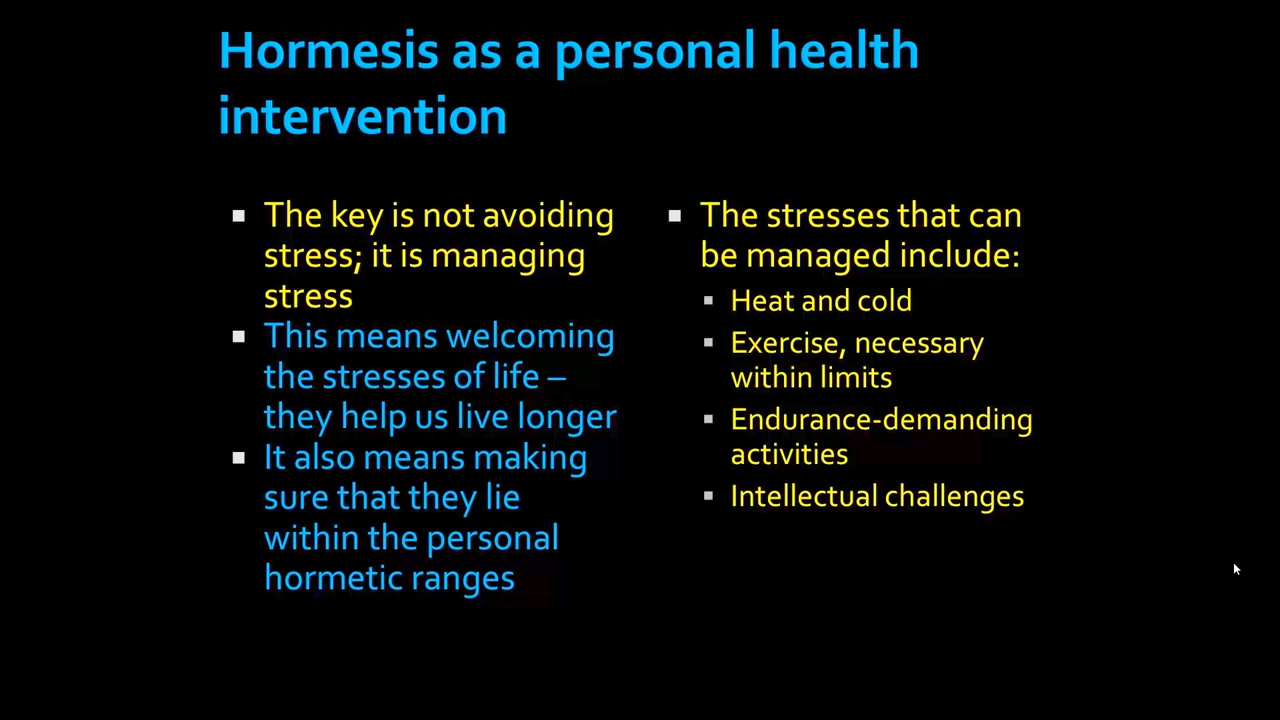 Hormesis as a personal health
intervention
The key is not avoiding
stress; it is managing
stress
This means welcoming
the stresses of life –
they help us live longer
It also means making
sure that they lie
within the personal
hormetic ranges
The stresses that can
be managed include:
Heat and cold
Exercise, necessary
within limits
Endurance-demanding
activities
Intellectual challenges